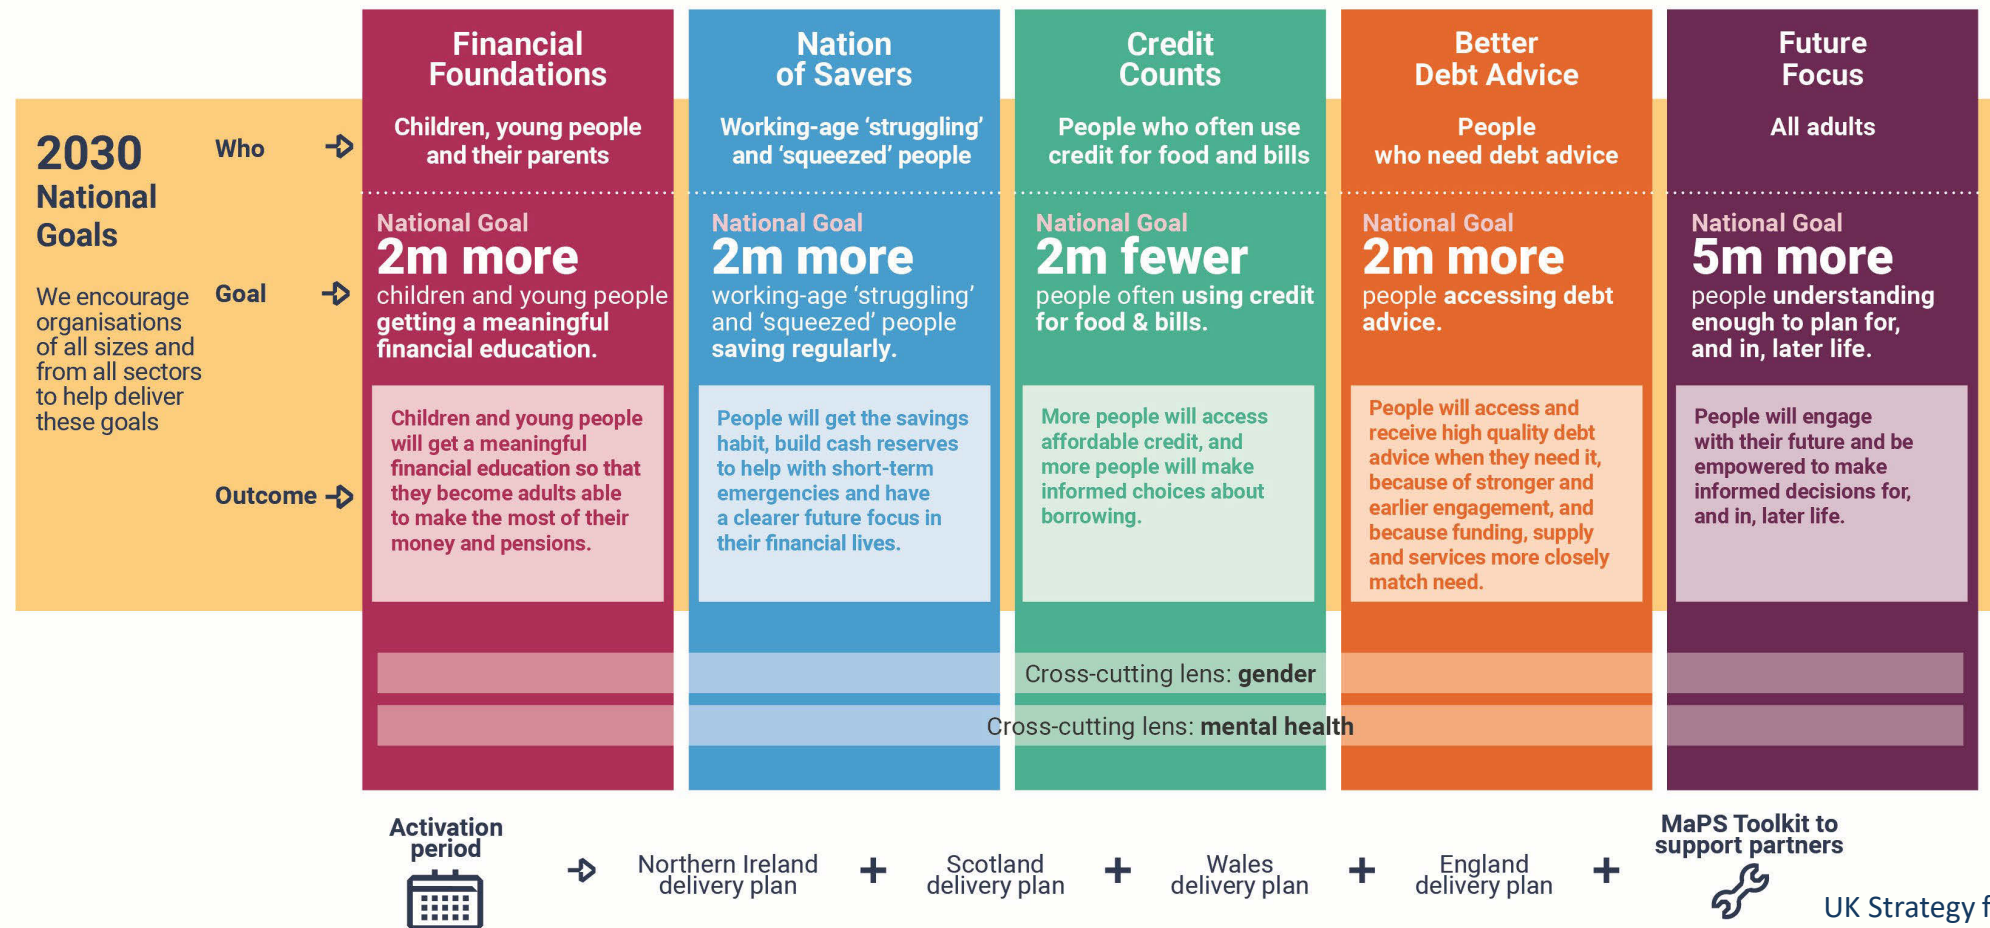 2030
National
Goals
We encourage
organisations
of all sizes and
from all sectors
to help deliver
these goals
Who
Goal
Outcome
Financial
Foundations
Children, young people
and their parents
National Goal
2m more
children and young people
getting a meaningful
financial education.
Children and young people
will get a meaningful
financial education so that
they become adults able
to make the most of their
money and pensions.
Nation
of Savers
Working-age ‘struggling’
and ‘squeezed’ people
National Goal
2m more
working-age ‘struggling’
and ‘squeezed’ people
saving regularly.
People will get the savings
habit, build cash reserves
to help with short-term
emergencies and have
a clearer future focus in
their financial lives.
Credit
Counts
People who often use
credit for food and bills
National Goal
2m fewer
people often using credit
for food & bills.
More people will access
affordable credit, and
more people will make
informed choices about
borrowing.
Better
Debt Advice
People
who need debt advice
National Goal
2m more
people accessing debt
advice.
People will access and
receive high quality debt
advice when they need it,
because of stronger and
earlier engagement, and
because funding, supply
and services more closely
match need.
Future
Focus
All adults
National Goal
5m more
people understanding
enough to plan for,
and in, later life.
People will engage
with their future and be
empowered to make
informed decisions for,
and in, later life.
Cross-cutting lens: gender
Cross-cutting lens: mental health
Activation
period
Northern Ireland
delivery plan
+
Scotland
delivery plan
+
Wales
delivery plan
+
England
delivery plan
+
MaPS Toolkit to
support partners
UK Strategy f